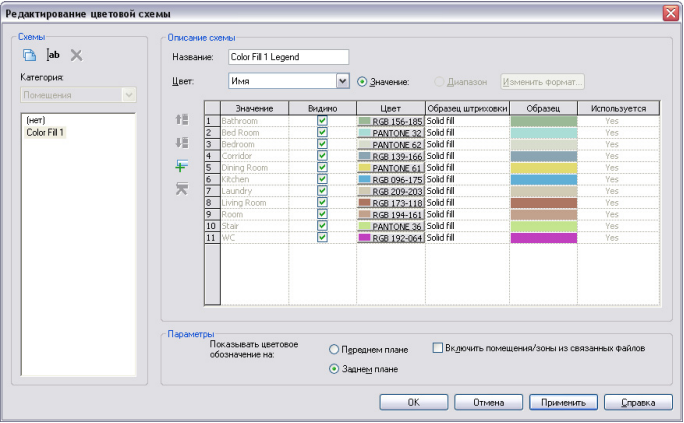 Редактирование цветовой схемы
Схемы
ab
Категория:
Помещения
(нет)
Color Fill 1
Описание схемы
Название: Color Fill 1 Legend
Цвет: Имя Значение: Диапазон Изменить формат...
Значение Видимо Цвет Образец штриховки Образец Используется
1 Bathroom RGB 156-185 Solid fill Yes
2 Bed Room PANTONE 32 Solid fill Yes
3 Bedroom PANTONE 62 Solid fill Yes
4 Corridor RGB 139-166 Solid fill Yes
5 Dining Room PANTONE 61 Solid fill Yes
6 Kitchen RGB 096-175 Solid fill Yes
7 Laundry RGB 209-203 Solid fill Yes
8 Living Room RGB 173-118 Solid fill Yes
9 Room RGB 194-161 Solid fill Yes
10 Stair PANTONE 36 Solid fill Yes
11 WC RGB 192-064 Solid fill Yes
Параметры
Показывать цветовое обозначение на:
Переднем плане
Заднем плане
Включить помещения/зоны из связанных файлов
OK Отмена Применить Справка